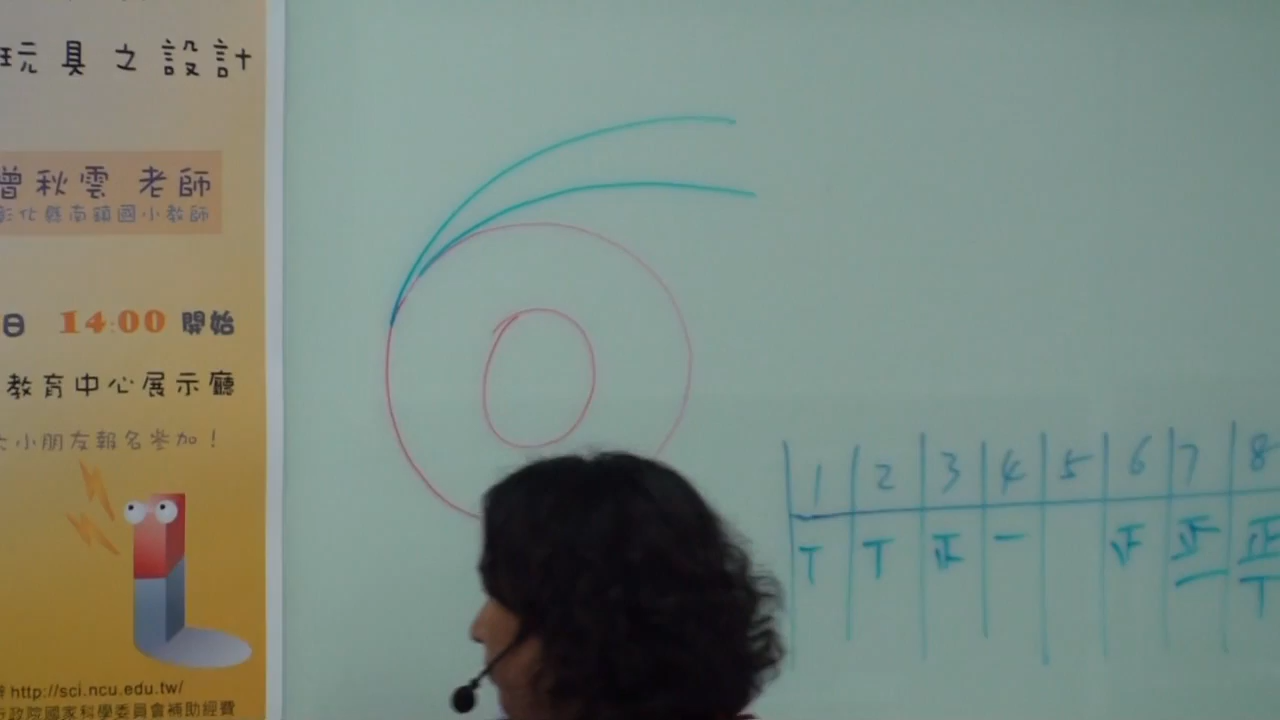 玩具之設計
曾秋雲 老師
彰化縣南鎮國小教師
日 14:00 開始
教育中心展示廳
大小朋友報名參加！
http://sci.ncu.edu.tw/
行政院國家科學委員會補助經費
1 2 3 4 5 6 7 8
T T 正 一 正 正一 正T